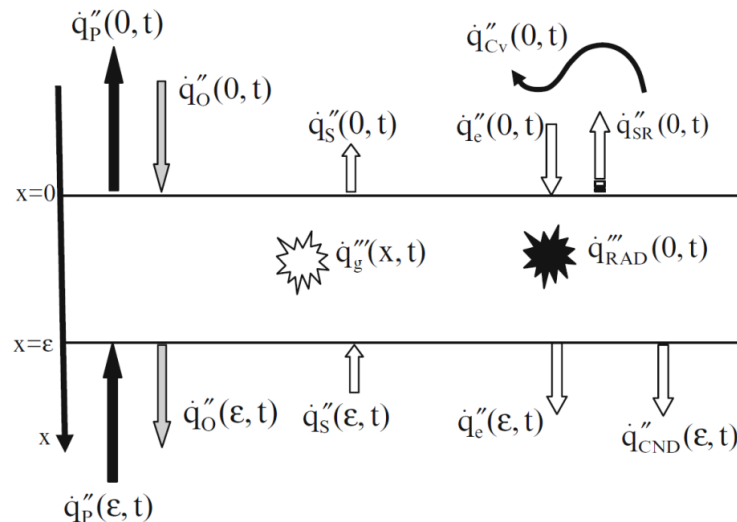 q̇″P(0, t)
q̇″O(0, t)
q̇″S(0, t)
q̇″Cv(0, t)
q̇″e(0, t)
q̇″SR(0, t)
x=0
q̇‴g(x, t)
q̇‴RAD(0, t)
x=ε
x
q̇″P(ε, t)
q̇″O(ε, t)
q̇″S(ε, t)
q̇″e(ε, t)
q̇″CND(ε, t)